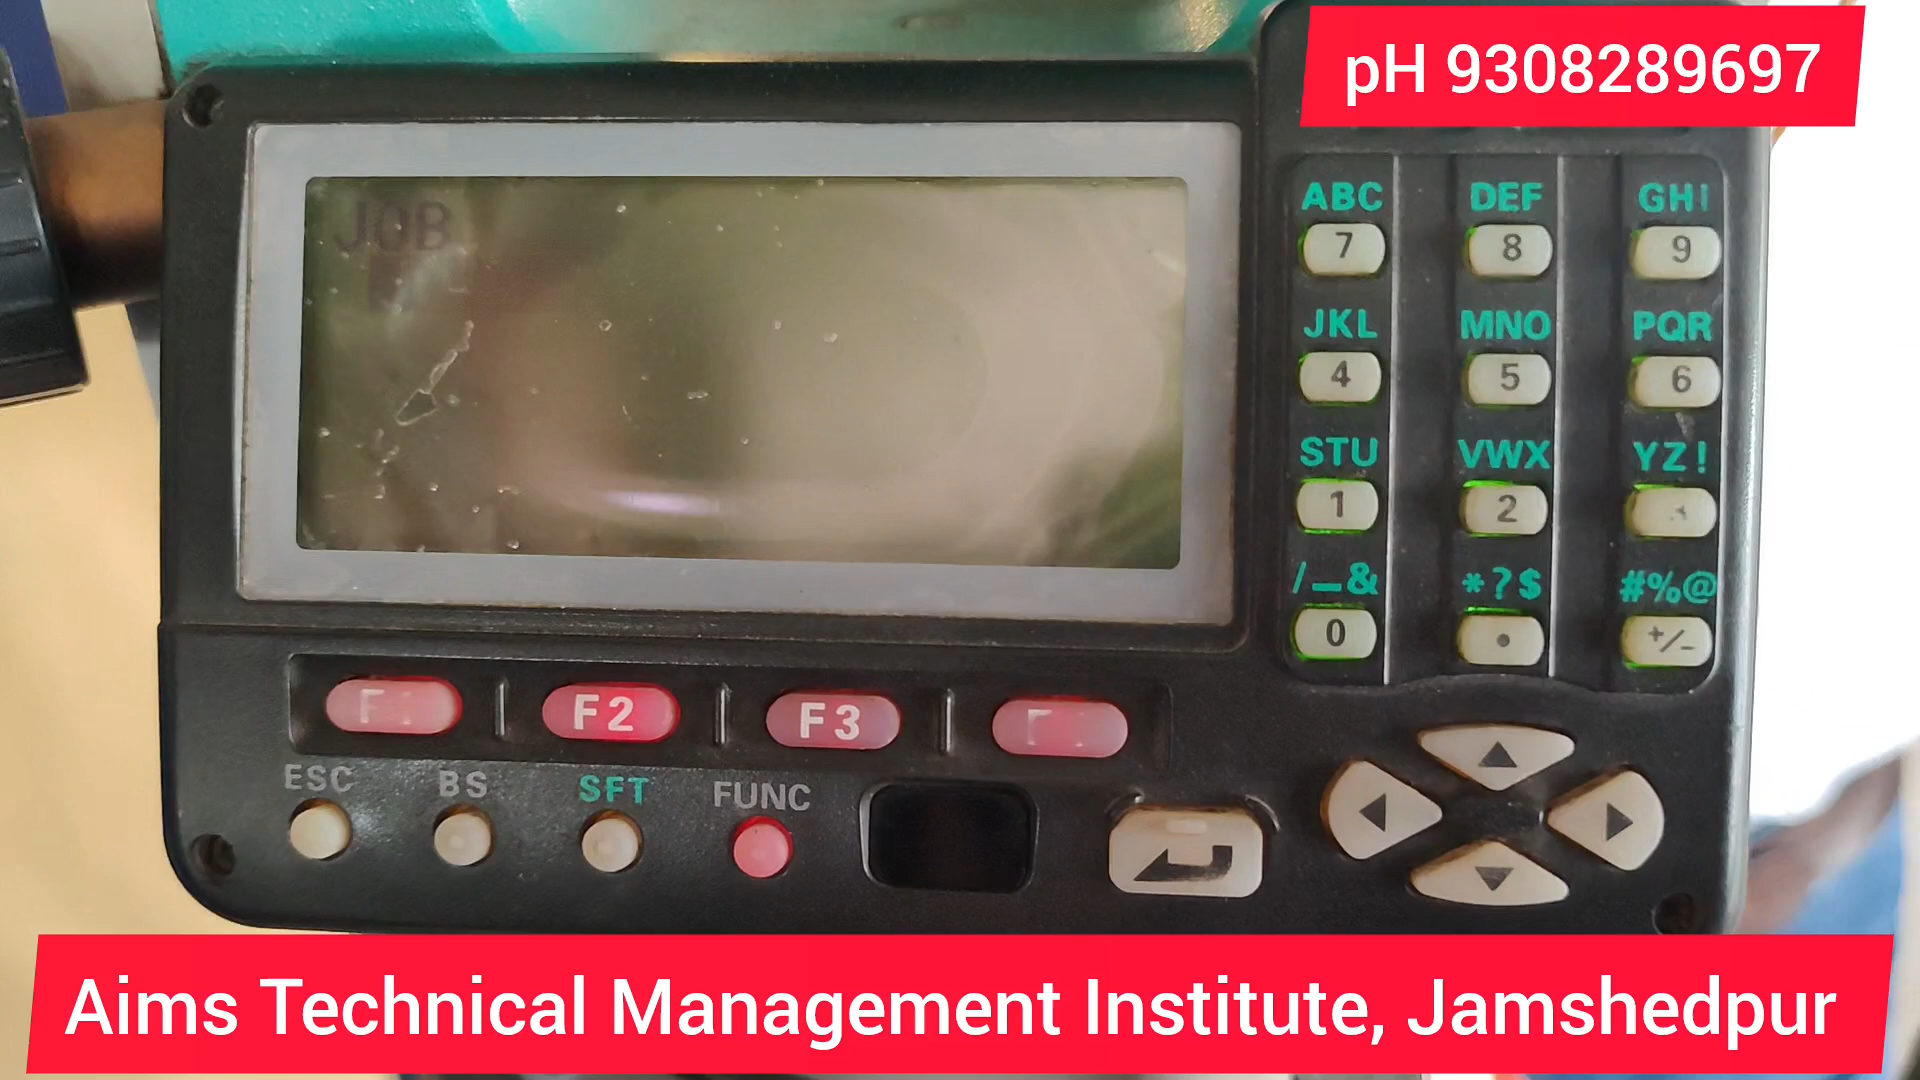 pH 9308289697
JOB
ABC DEF GHI
7 8 9
JKL MNO PQR
4 5 6
STU VWX YZ!
1 2
/_& *?$ #%@
0 . +/-
F2 F3
ESC BS SFT FUNC
Aims Technical Management Institute, Jamshedpur